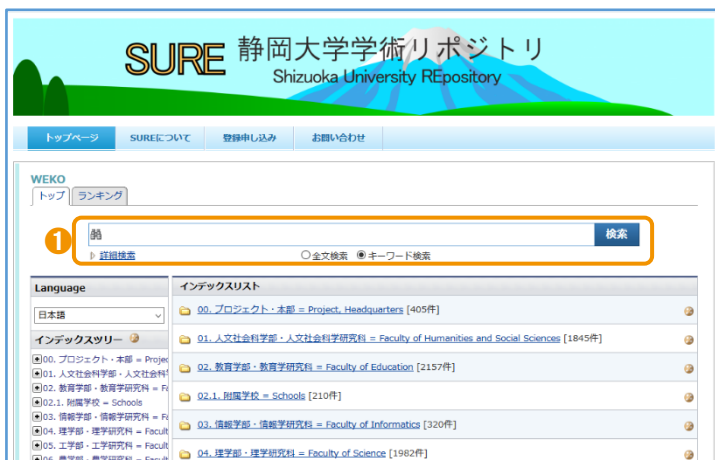 SURE 静岡大学学術リポジトリ
Shizuoka University REpository
トップページ SUREについて 登録申し込み お問い合わせ
WEKO
トップ ランキング
1
検索
詳細検索 全文検索 キーワード検索
Language
日本語
インデックスツリー
00. プロジェクト・本部 = Projec
01. 人文社会科学部・人文社会科学
02. 教育学部・教育学研究科 = Fa
02.1. 附属学校 = Schools
03. 情報学部・情報学研究科 = Fa
04. 理学部・理学研究科 = Facult
05. 工学部・工学研究科 = Facult
06. 農学部・農学研究科 = Facult
インデックスリスト
00. プロジェクト・本部 = Project, Headquarters [405件]
01. 人文社会科学部・人文社会科学研究科 = Faculty of Humanities and Social Sciences [1845件]
02. 教育学部・教育学研究科 = Faculty of Education [2157件]
02.1. 附属学校 = Schools [210件]
03. 情報学部・情報学研究科 = Faculty of Informatics [320件]
04. 理学部・理学研究科 = Faculty of Science [1982件]